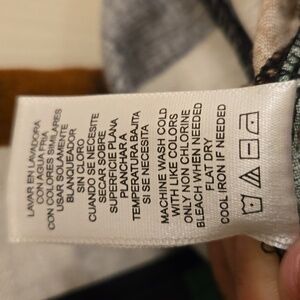 LAVAR EN LAVADORA
CON AGUA FRIA
CON COLORES SIMILARES
USAR SOLAMENTE
BLANQUEADOR
SIN CLORO
CUANDO SE NECESITE
SECAR SOBRE
SUPERFICIE PLANA
PLANCHAR A
TEMPERATURA BAJITA
SI SE NECESITA
MACHINE WASH COLD
WITH LIKE COLORS
ONLY NON CHLORINE
BLEACH WHEN NEEDED
LAY FLAT DRY
COOL IRON IF NEEDED